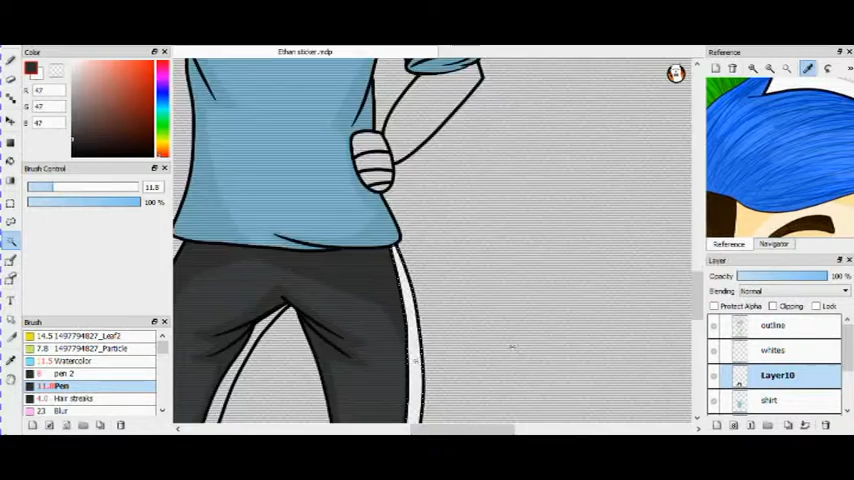 Color
Ethan sticker.mdp
Reference
R 47
G 47
B 47
Brush Control
11.8
100 %
Reference Navigator
Layer
Opacity 100 %
Blending Normal
Protect Alpha Clipping Lock
Brush
14.5 1497794827_Leaf2
7.8 1497794827_Particle
11.5 Watercolor
8 pen 2
11.8 Pen
4.0 Hair streaks
23 Blur
outline
whites
Layer10
shirt